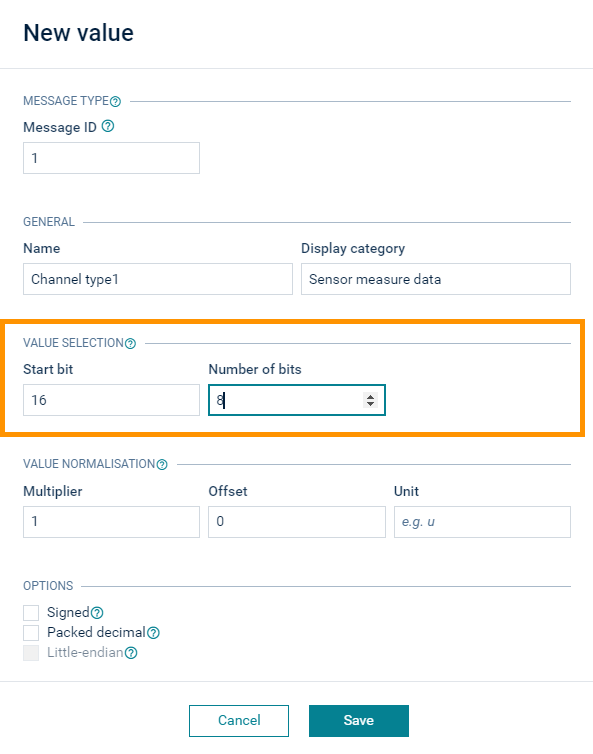 New value
MESSAGE TYPE
Message ID
1
GENERAL
Name Display category
Channel type1 Sensor measure data
VALUE SELECTION
Start bit Number of bits
16 8
VALUE NORMALISATION
Multiplier Offset Unit
1 0 e.g. u
OPTIONS
Signed
Packed decimal
Little-endian
Cancel Save